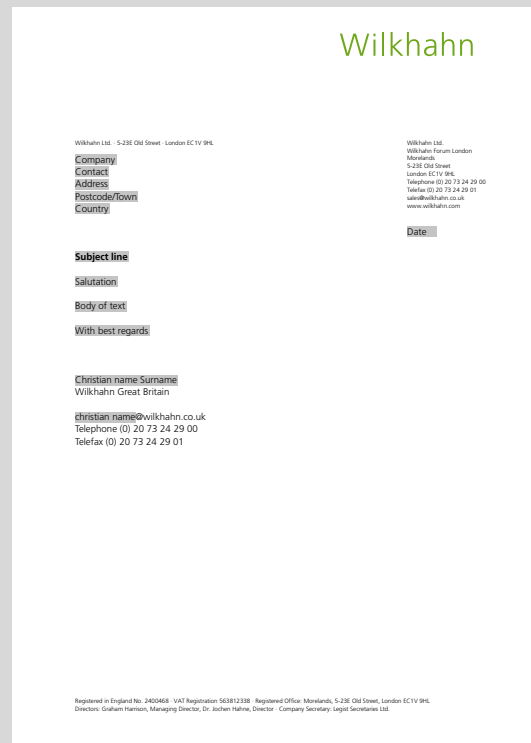 Wilkhahn
Wilkhahn Ltd. · 5-23E Old Street · London EC1V 9HL
Company
Contact
Address
Postcode/Town
Country
Wilkhahn Ltd.
Wilkhahn Forum London
Morelands
5-23E Old Street
London EC1V 9HL
Telephone (0) 20 73 24 29 00
Telefax (0) 20 73 24 29 01
sales@wilkhahn.co.uk
www.wilkhahn.com
Date
Subject line
Salutation
Body of text
With best regards
Christian name Surname
Wilkhahn Great Britain
christian name@wilkhahn.co.uk
Telephone (0) 20 73 24 29 00
Telefax (0) 20 73 24 29 01
Registered in England No. 2400468 · VAT Registration 563812338 · Registered Office: Morelands, 5-23E Old Street, London EC1V 9HL
Directors: Graham Harrison, Managing Director, Dr. Jochen Hahne, Director · Company Secretary: Legist Secretaries Ltd.